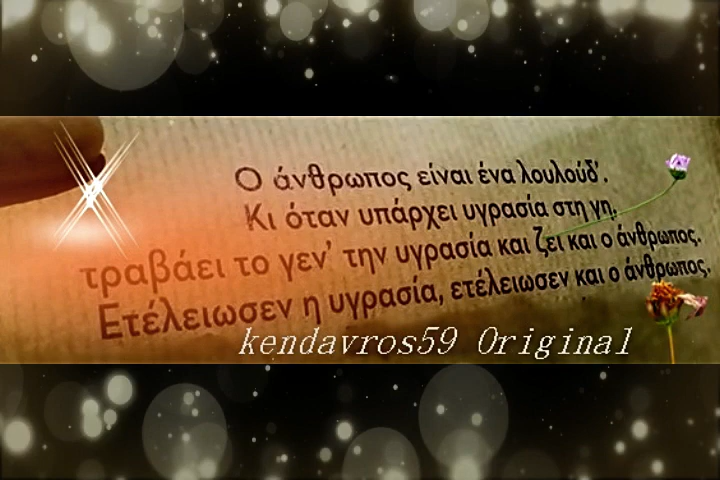 Ο άνθρωπος είναι ένα λουλούδ'.
Κι όταν υπάρχει υγρασία στη γη,
τραβάει το γεν' την υγρασία και ζει και ο άνθρωπος.
Ετέλειωσεν η υγρασία, ετέλειωσεν και ο άνθρωπος.
kendavros59 Original